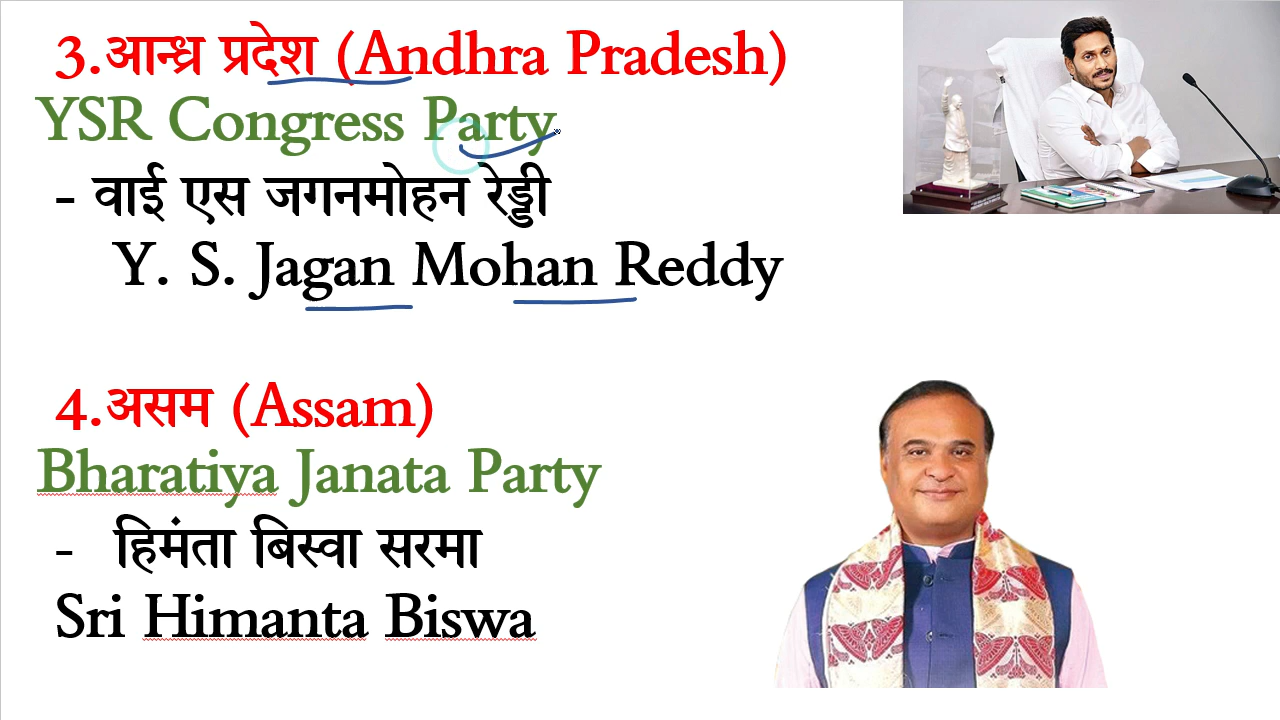 3.आन्ध्र प्रदेश (Andhra Pradesh)
YSR Congress Party
- वाई एस जगनमोहन रेड्डी
Y. S. Jagan Mohan Reddy
4.असम (Assam)
Bharatiya Janata Party
- हिमंता बिस्वा सरमा
Sri Himanta Biswa